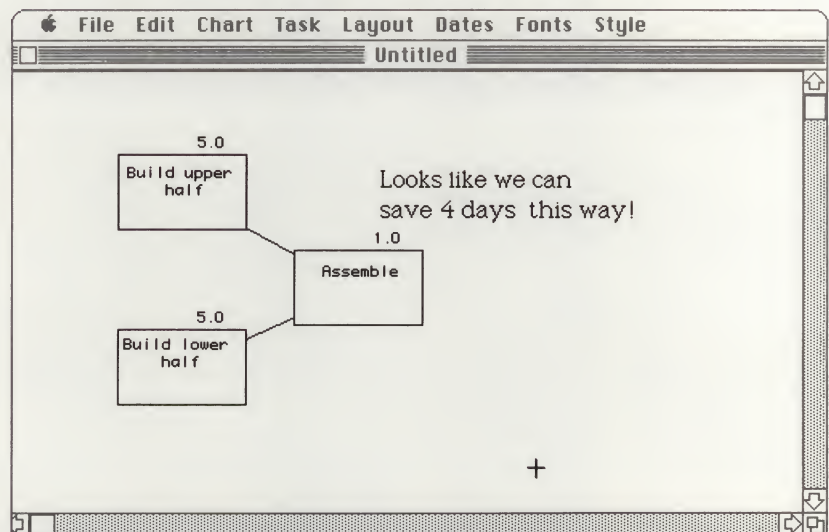 File Edit Chart Task Layout Dates Fonts Style
Untitled
5.0
Build upper
half
Looks like we can
save 4 days this way!
1.0
Assemble
5.0
Build lower
half